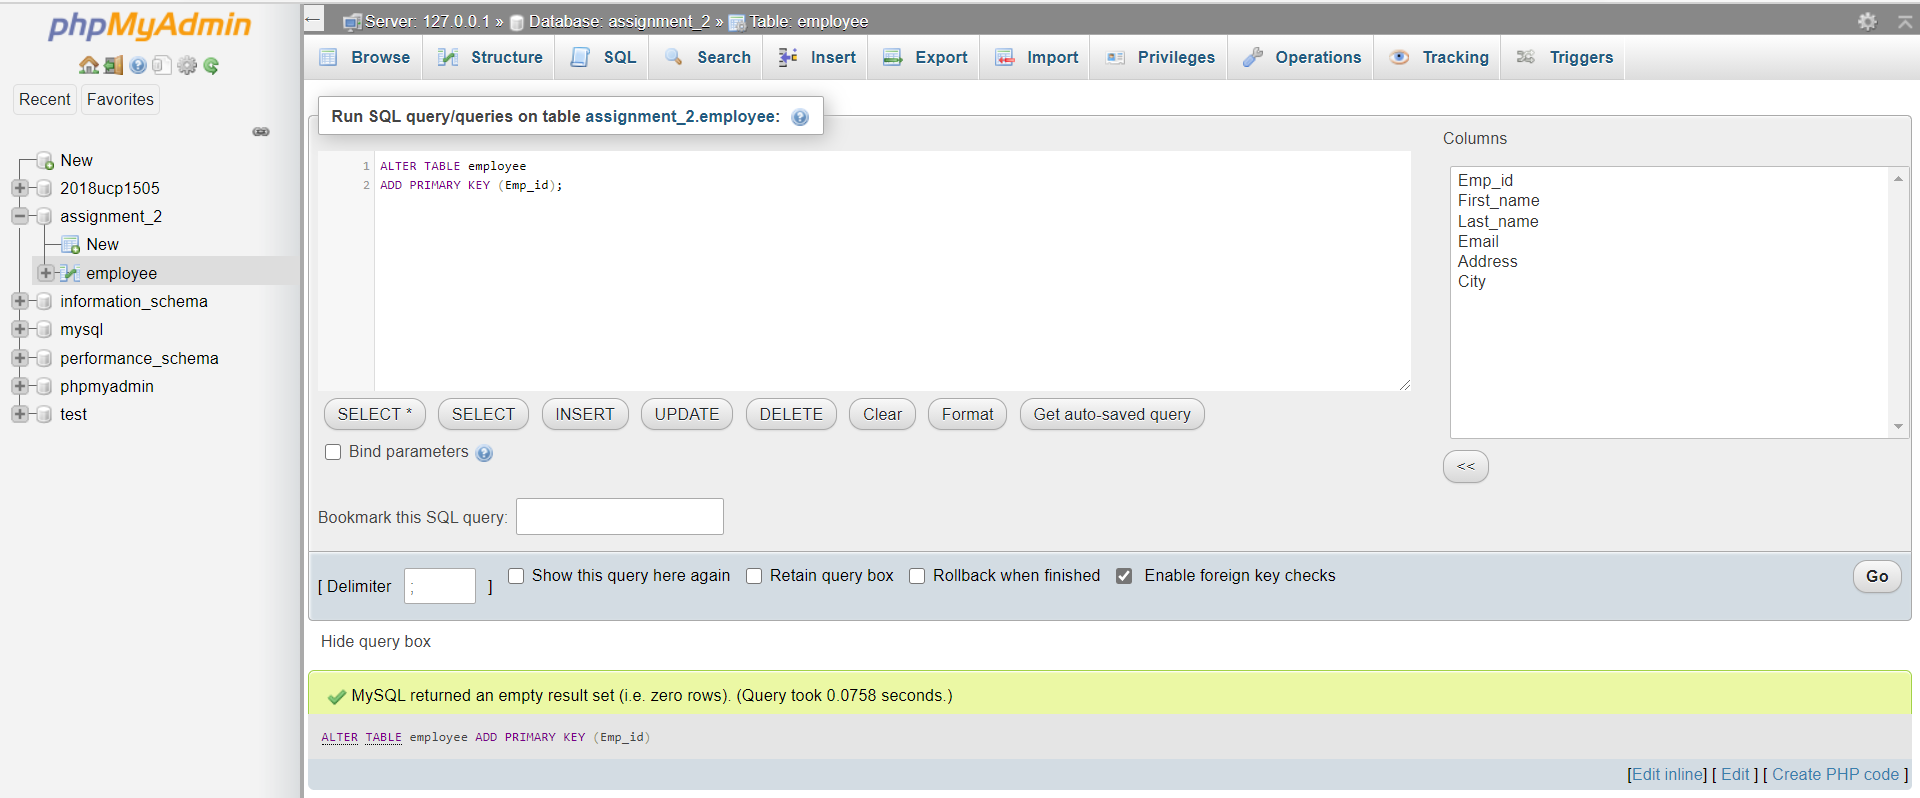 phpMyAdmin
Recent Favorites
New
2018ucp1505
assignment_2
New
employee
information_schema
mysql
performance_schema
phpmyadmin
test
← Server: 127.0.0.1 » Database: assignment_2 » Table: employee
Browse Structure SQL Search Insert Export Import Privileges Operations Tracking Triggers
Run SQL query/queries on table assignment_2.employee:
1 ALTER TABLE employee
2 ADD PRIMARY KEY (Emp_id);
Columns
Emp_id
First_name
Last_name
Email
Address
City
SELECT * SELECT INSERT UPDATE DELETE Clear Format Get auto-saved query
<<
Bind parameters
Bookmark this SQL query:
[ Delimiter ; ] Show this query here again Retain query box Rollback when finished Enable foreign key checks Go
Hide query box
MySQL returned an empty result set (i.e. zero rows). (Query took 0.0758 seconds.)
ALTER TABLE employee ADD PRIMARY KEY (Emp_id)
[Edit inline] [ Edit ] [ Create PHP code ]